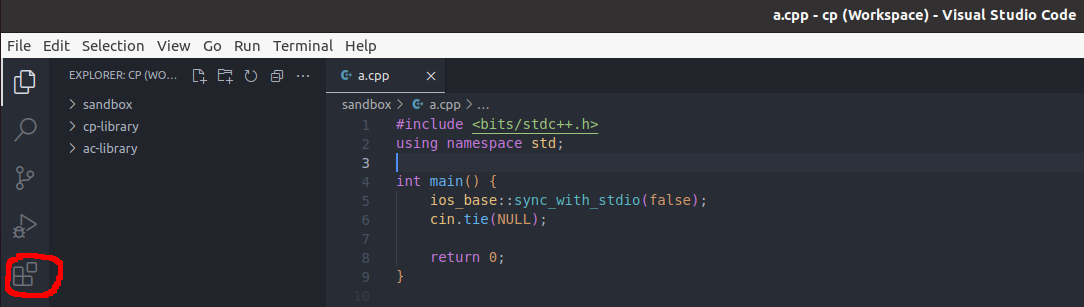 a.cpp - cp (Workspace) - Visual Studio Code
File Edit Selection View Go Run Terminal Help
EXPLORER: CP (WO...
sandbox
cp-library
ac-library
a.cpp
sandbox > a.cpp > ...
1 #include <bits/stdc++.h>
2 using namespace std;
3
4 int main() {
5 ios_base::sync_with_stdio(false);
6 cin.tie(NULL);
7
8 return 0;
9 }
10